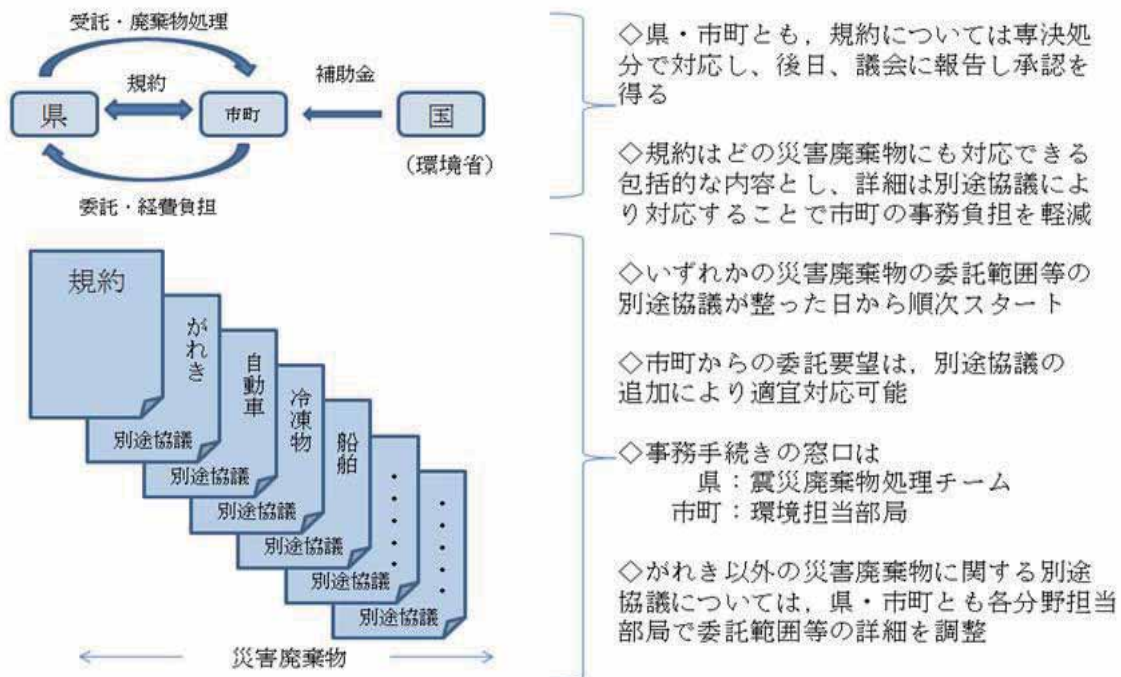 受託・廃棄物処理
規約
補助金
県
市町
国
(環境省)
委託・経費負担
規約
がれき
別途協議
自動車
別途協議
冷凍物
別途協議
船舶
別途協議
・・・・・
別途協議
・・・・・
別途協議
災害廃棄物
◇県・市町とも，規約については専決処
分で対応し、後日、議会に報告し承認を
得る
◇規約はどの災害廃棄物にも対応できる
包括的な内容とし、詳細は別途協議によ
り対応することで市町の事務負担を軽減
◇いずれかの災害廃棄物の委託範囲等の
別途協議が整った日から順次スタート
◇市町からの委託要望は，別途協議の
追加により適宜対応可能
◇事務手続きの窓口は
県：震災廃棄物処理チーム
市町：環境担当部局
◇がれき以外の災害廃棄物に関する別途
協議については，県・市町とも各分野担当
部局で委託範囲等の詳細を調整